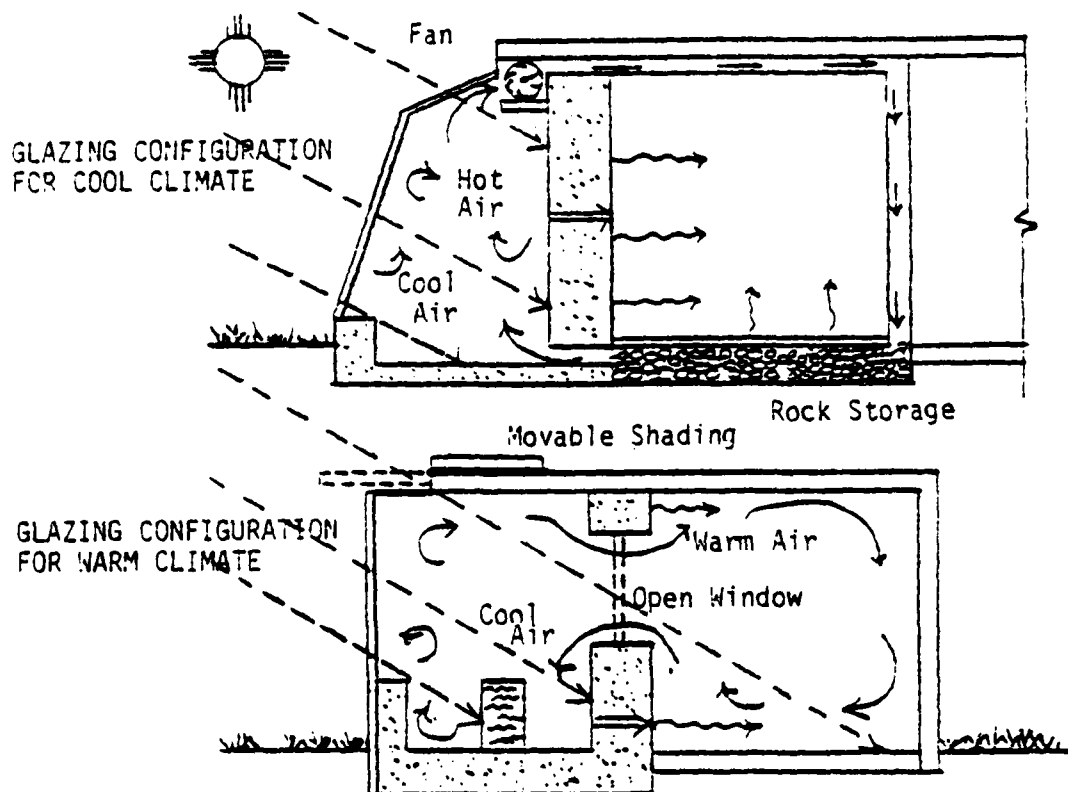 Fan
GLAZING CONFIGURATION
FOR COOL CLIMATE
Hot
Air
Cool
Air
Rock Storage
Movable Shading
GLAZING CONFIGURATION
FOR WARM CLIMATE
Warm Air
Open Window
Cool
Air